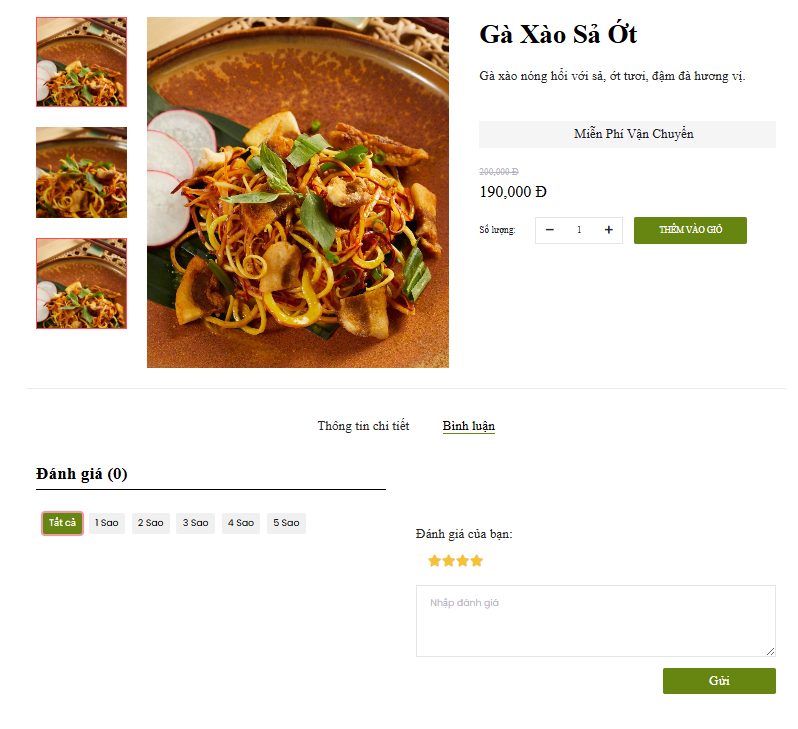 Gà Xào Sả Ớt
Gà xào nóng hổi với sả, ớt tươi, đậm đà hương vị.
Miễn Phí Vận Chuyển
200,000 Đ
190,000 Đ
Số lượng: − 1 + THÊM VÀO GIỎ
Thông tin chi tiết Bình luận
Đánh giá (0)
Tất cả 1 Sao 2 Sao 3 Sao 4 Sao 5 Sao
Đánh giá của bạn:
Nhập đánh giá
Gửi